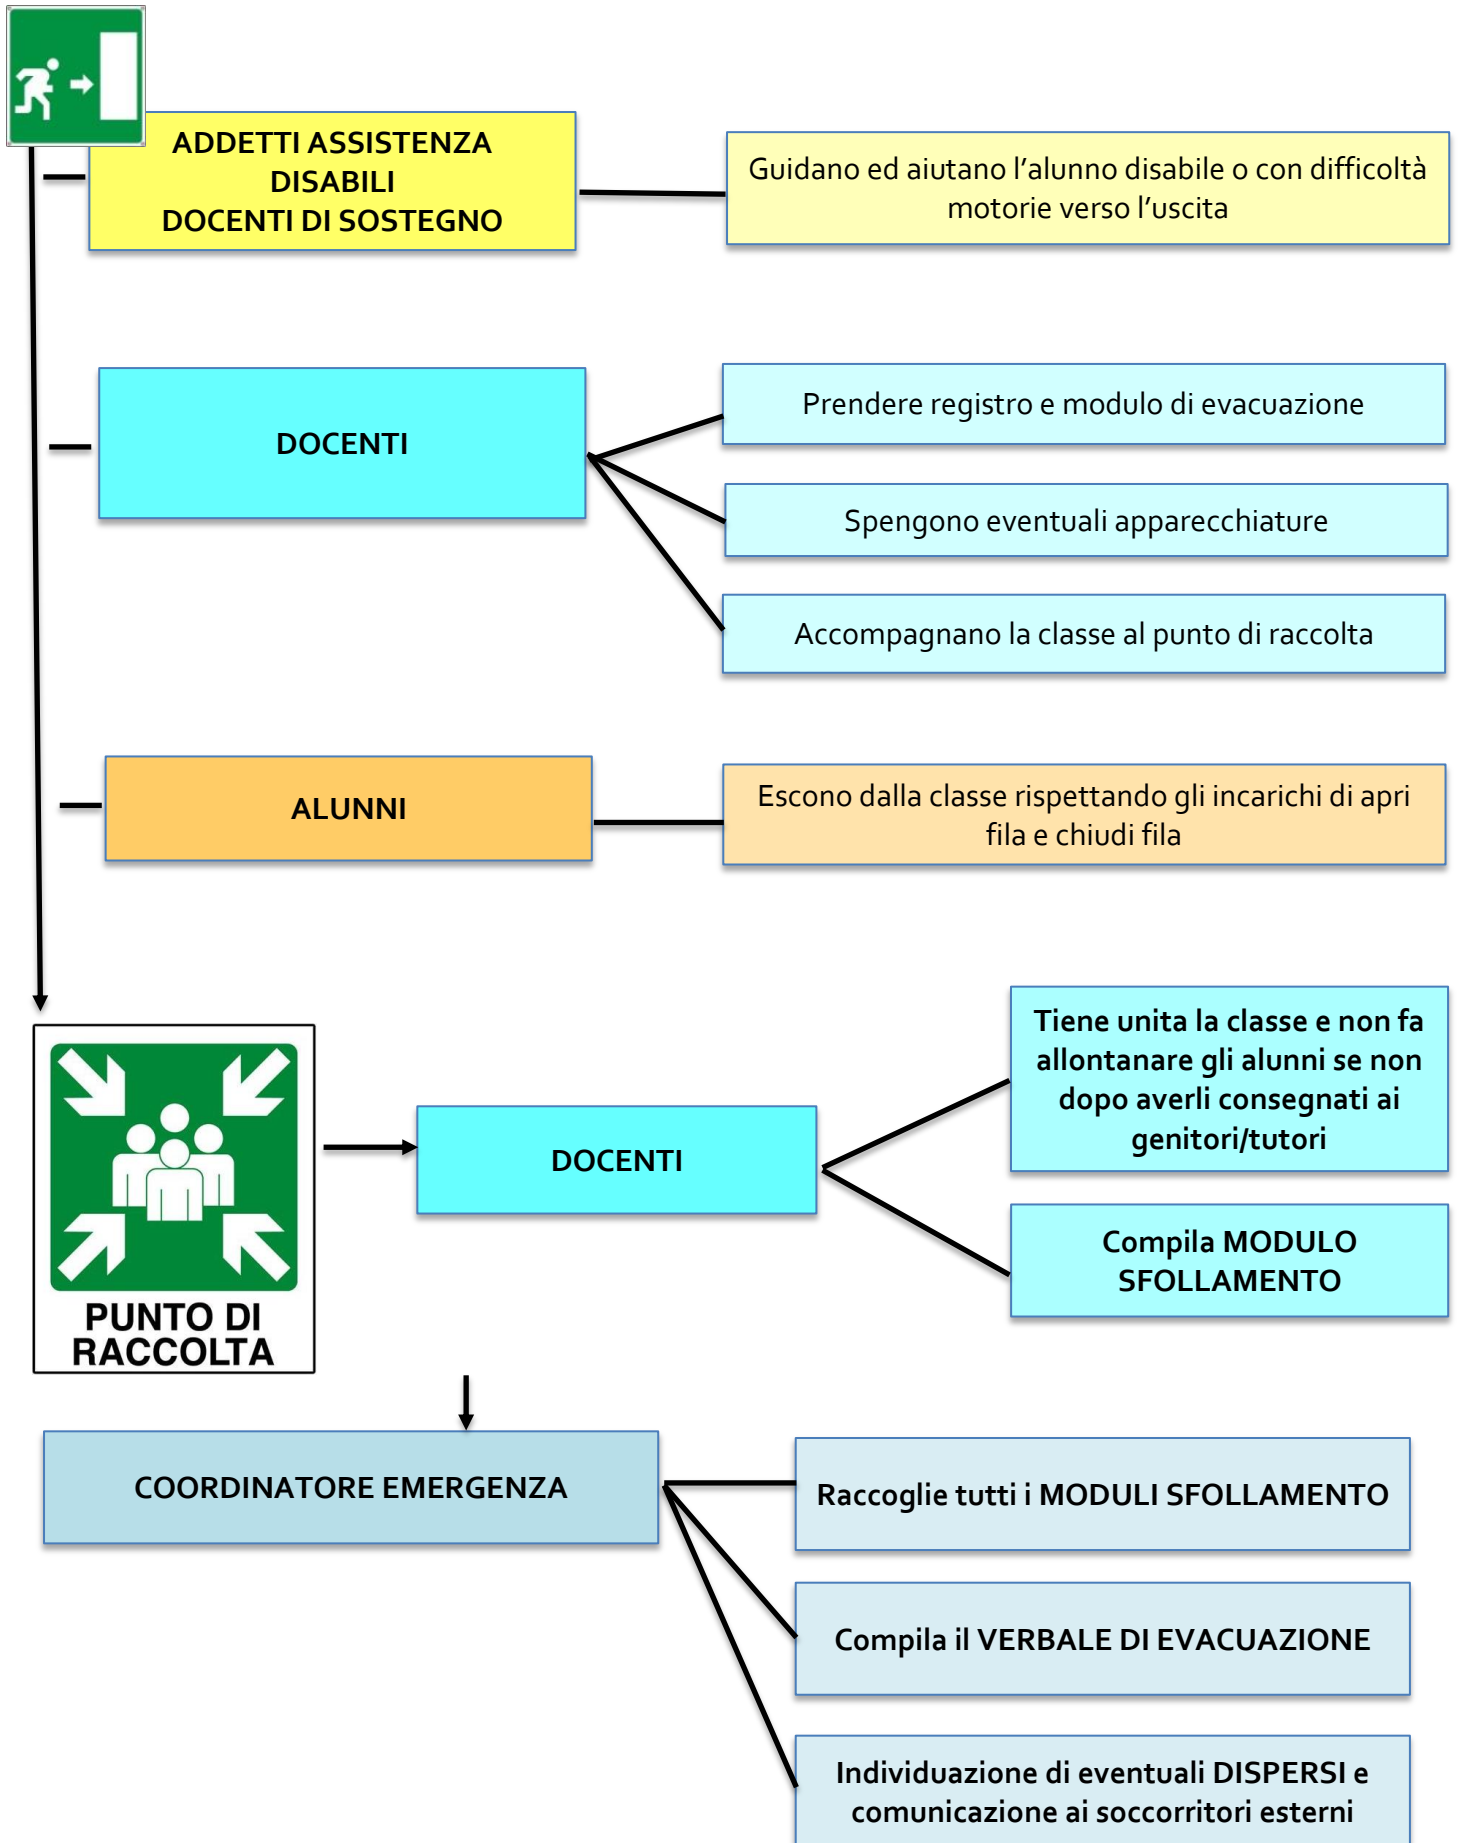 ADDETTI ASSISTENZA
DISABILI
DOCENTI DI SOSTEGNO
Guidano ed aiutano l’alunno disabile o con difficoltà
motorie verso l’uscita
DOCENTI
Prendere registro e modulo di evacuazione
Spengono eventuali apparecchiature
Accompagnano la classe al punto di raccolta
ALUNNI
Escono dalla classe rispettando gli incarichi di apri
fila e chiudi fila
PUNTO DI
RACCOLTA
DOCENTI
Tiene unita la classe e non fa
allontanare gli alunni se non
dopo averli consegnati ai
genitori/tutori
Compila MODULO
SFOLLAMENTO
COORDINATORE EMERGENZA
Raccoglie tutti i MODULI SFOLLAMENTO
Compila il VERBALE DI EVACUAZIONE
Individuazione di eventuali DISPERSI e
comunicazione ai soccorritori esterni